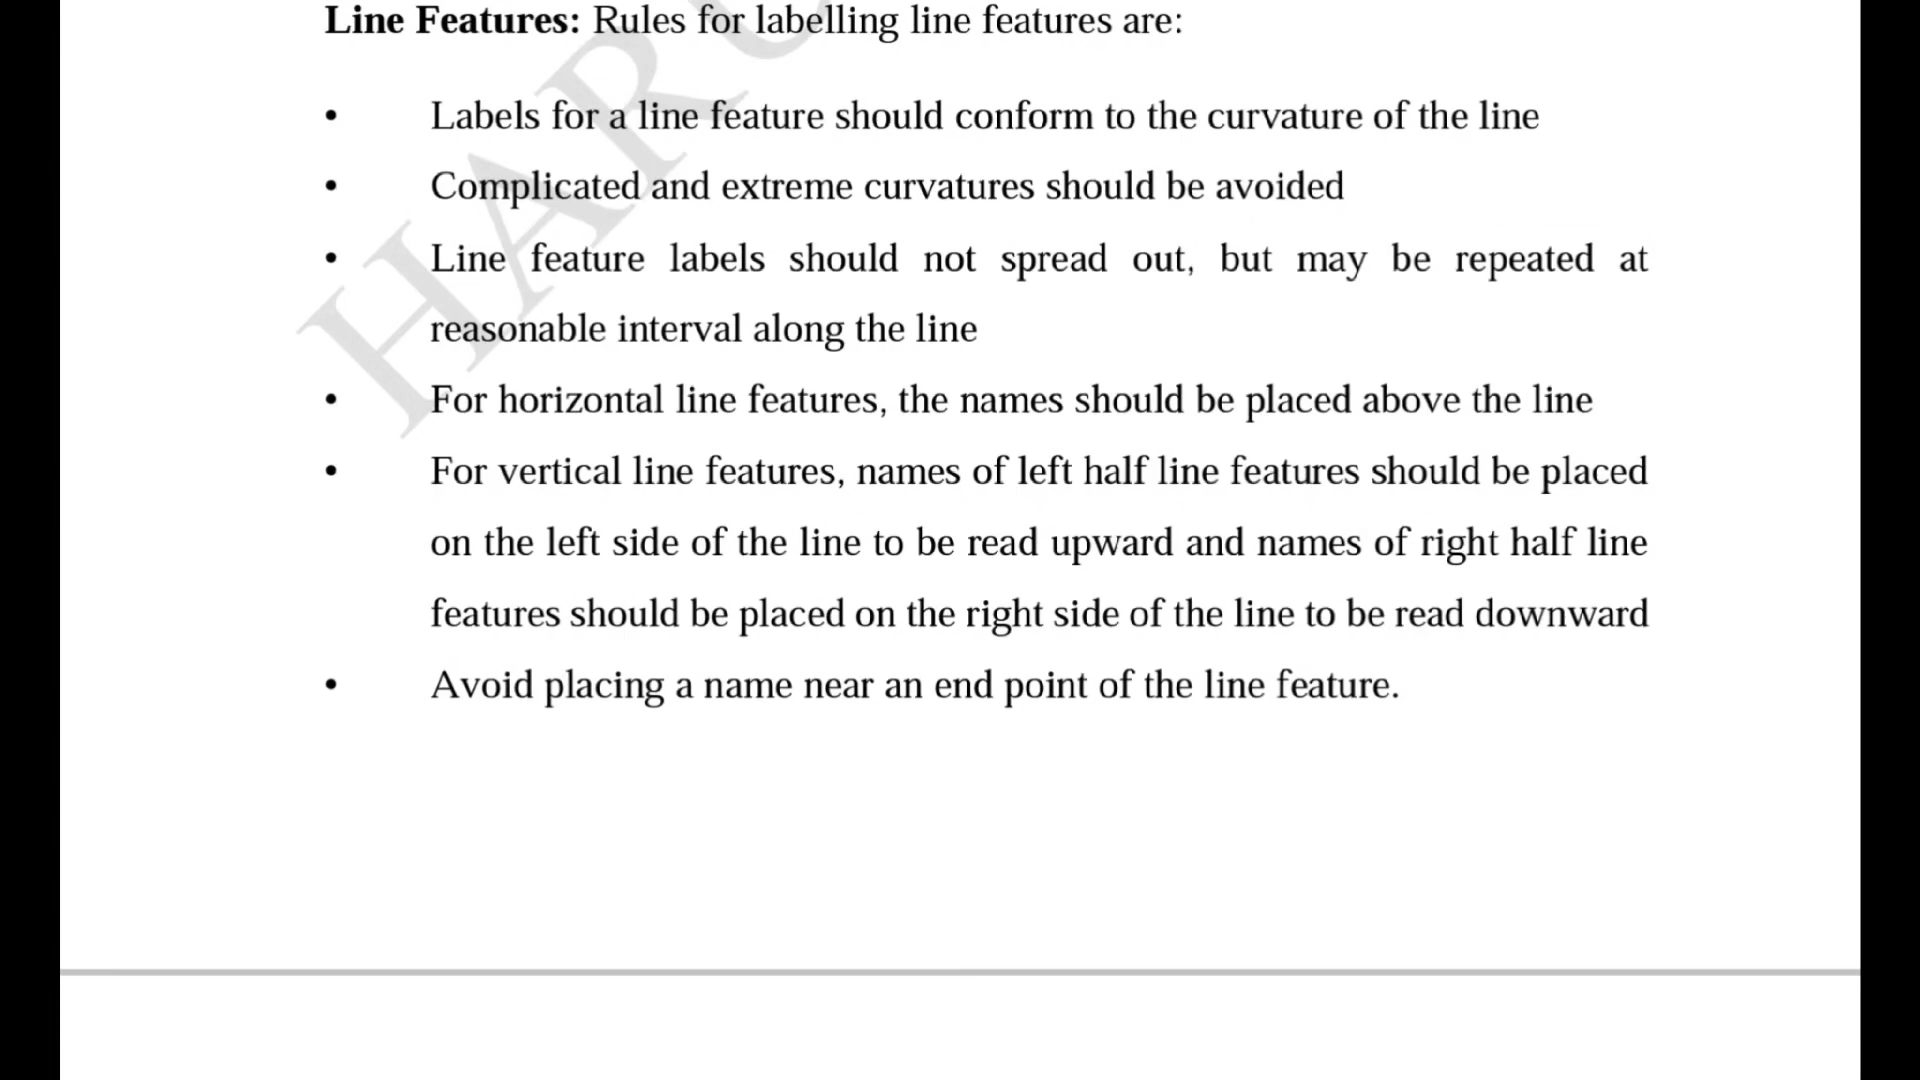 Line Features: Rules for labelling line features are:
• Labels for a line feature should conform to the curvature of the line
• Complicated and extreme curvatures should be avoided
• Line feature labels should not spread out, but may be repeated at
reasonable interval along the line
• For horizontal line features, the names should be placed above the line
• For vertical line features, names of left half line features should be placed
on the left side of the line to be read upward and names of right half line
features should be placed on the right side of the line to be read downward
• Avoid placing a name near an end point of the line feature.